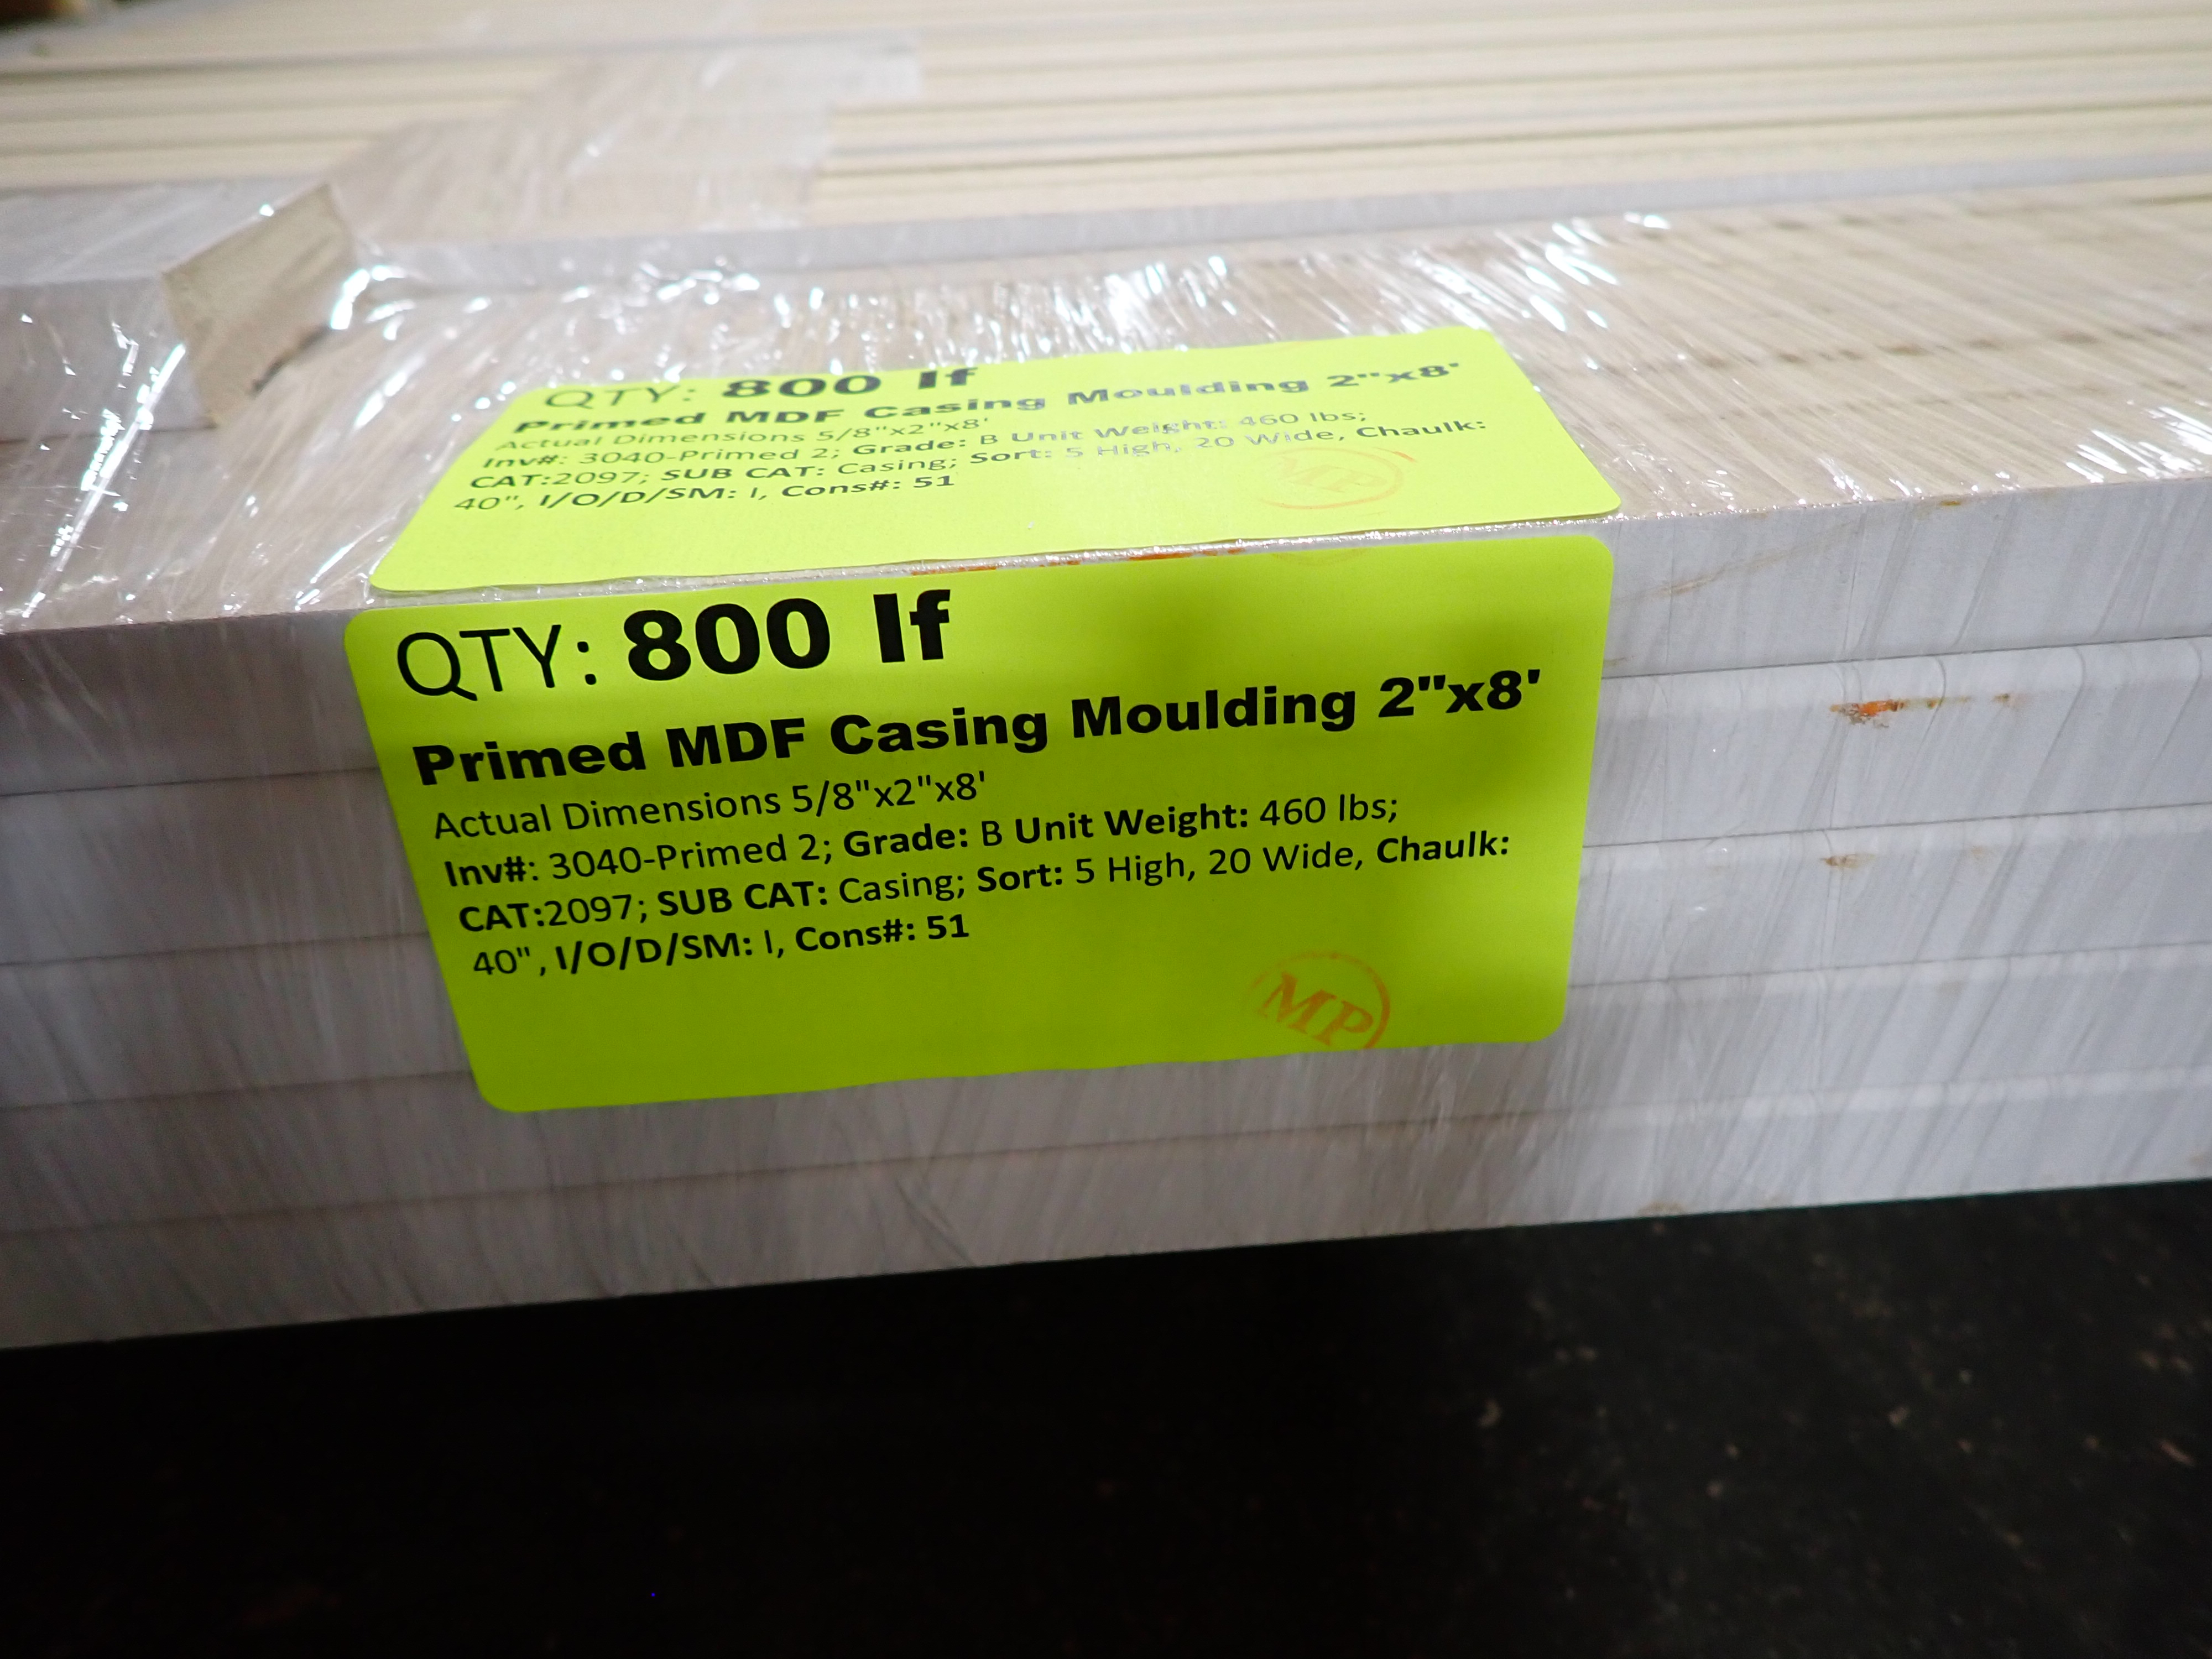 QTY: 800 lf
Primed MDF Casing Moulding 2"x8'
Actual Dimensions 5/8"x2"x8'
Inv#: 3040-Primed 2; Grade: B Unit Weight: 460 lbs;
CAT:2097; SUB CAT: Casing; Sort: 5 High, 20 Wide, Chaulk:
40", I/O/D/SM: I, Cons#: 51
MP
QTY: 800 lf
Primed MDF Casing Moulding 2"x8'
Actual Dimensions 5/8"x2"x8'
Inv#: 3040-Primed 2; Grade: B Unit Weight: 460 lbs;
CAT:2097; SUB CAT: Casing; Sort: 5 High, 20 Wide, Chaulk:
40", I/O/D/SM: I, Cons#: 51
MP